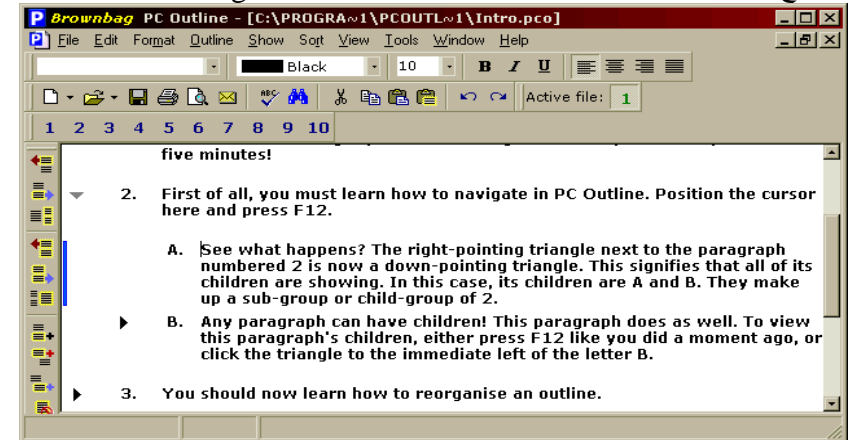 Brownbag PC Outline - [C:\PROGRA~1\PCOUTL~1\Intro.pco]
File Edit Format Outline Show Sort View Tools Window Help
Black 10 B I U
ABC Active file: 1
1 2 3 4 5 6 7 8 9 10
five minutes!
2. First of all, you must learn how to navigate in PC Outline. Position the cursor
here and press F12.
A. See what happens? The right-pointing triangle next to the paragraph
numbered 2 is now a down-pointing triangle. This signifies that all of its
children are showing. In this case, its children are A and B. They make
up a sub-group or child-group of 2.
B. Any paragraph can have children! This paragraph does as well. To view
this paragraph's children, either press F12 like you did a moment ago, or
click the triangle to the immediate left of the letter B.
3. You should now learn how to reorganise an outline.